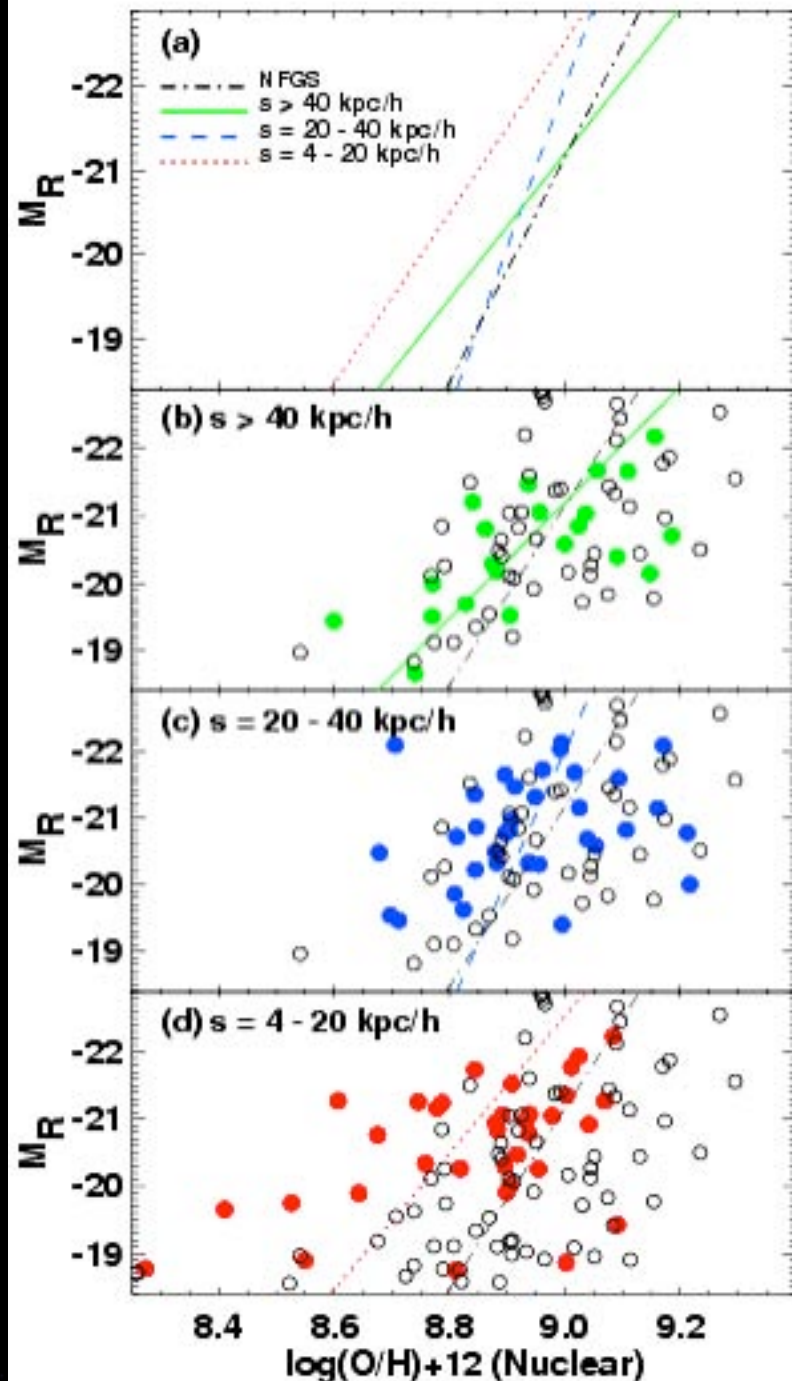 (a)
NFGS
s > 40 kpc/h
s = 20 - 40 kpc/h
s = 4 - 20 kpc/h
-22
-21
-20
-19
M_R
(b) s > 40 kpc/h
-22
-21
-20
-19
M_R
(c) s = 20 - 40 kpc/h
-22
-21
-20
-19
M_R
(d) s = 4 - 20 kpc/h
-22
-21
-20
-19
M_R
8.4 8.6 8.8 9.0 9.2
log(O/H)+12 (Nuclear)